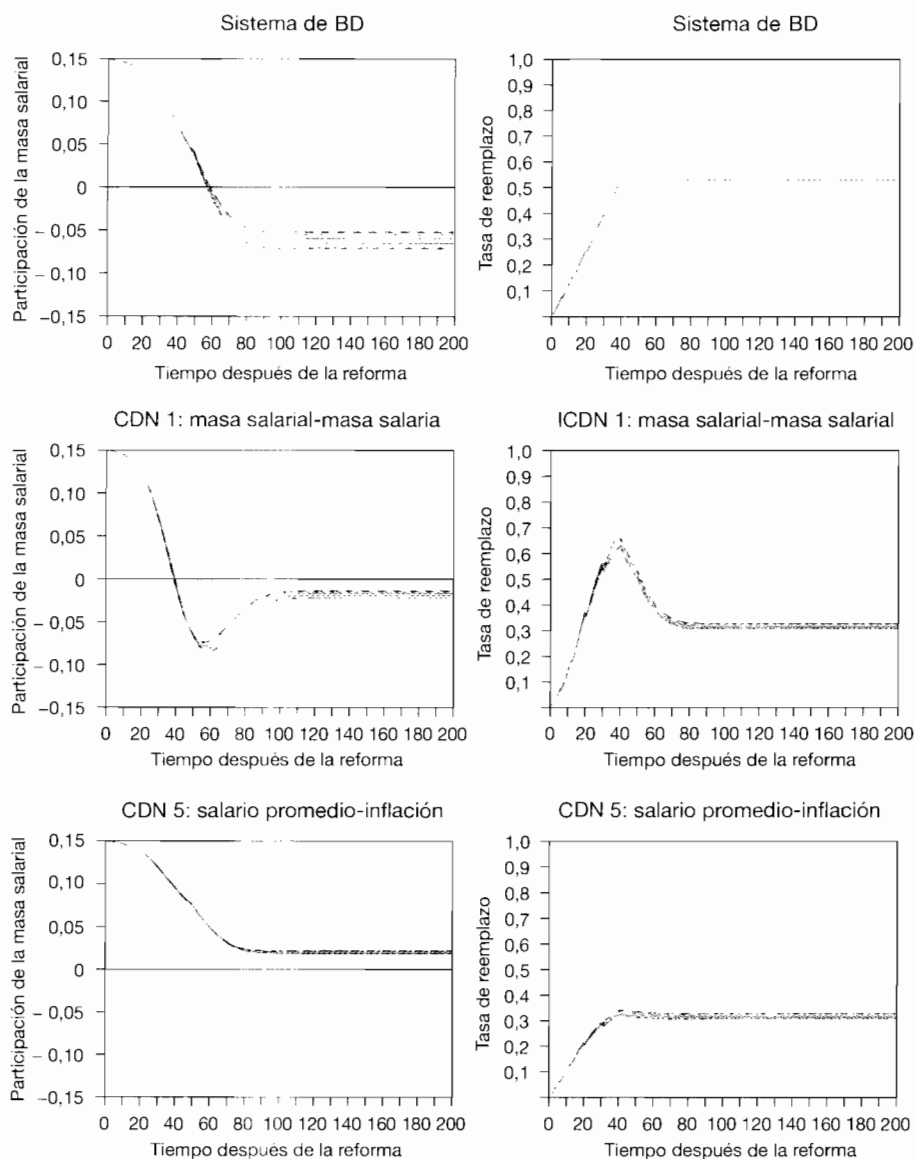 Sistema de BD
Participación de la masa salarial
0,15
0,10
0,05
0
– 0,05
– 0,10
–0,15
0 20 40 60 80 100 120 140 160 180 200
Tiempo después de la reforma
Sistema de BD
Tasa de reemplazo
1,0
0,9
0,8
0,7
0,6
0,5
0,4
0,3
0,2
0,1
0 20 40 60 80 100 120 140 160 180 200
Tiempo después de la reforma
CDN 1: masa salarial-masa salaria
Participación de la masa salarial
0,15
0,10
0,05
0
– 0,05
– 0,10
–0,15
0 20 40 60 80 100 120 140 160 180 200
Tiempo después de la reforma
ICDN 1: masa salarial-masa salarial
Tasa de reemplazo
1,0
0,9
0,8
0,7
0,6
0,5
0,4
0,3
0,2
0,1
0 20 40 60 80 100 120 140 160 180 200
Tiempo después de la reforma
CDN 5: salario promedio-inflación
Participación de la masa salarial
0,15
0,10
0,05
0
– 0,05
– 0,10
–0,15
0 20 40 60 80 100 120 140 160 180 200
Tiempo después de la reforma
CDN 5: salario promedio-inflación
Tasa de reemplazo
1,0
0,9
0,8
0,7
0,6
0,5
0,4
0,3
0,2
0,1
0 20 40 60 80 100 120 140 160 180 200
Tiempo después de la reforma